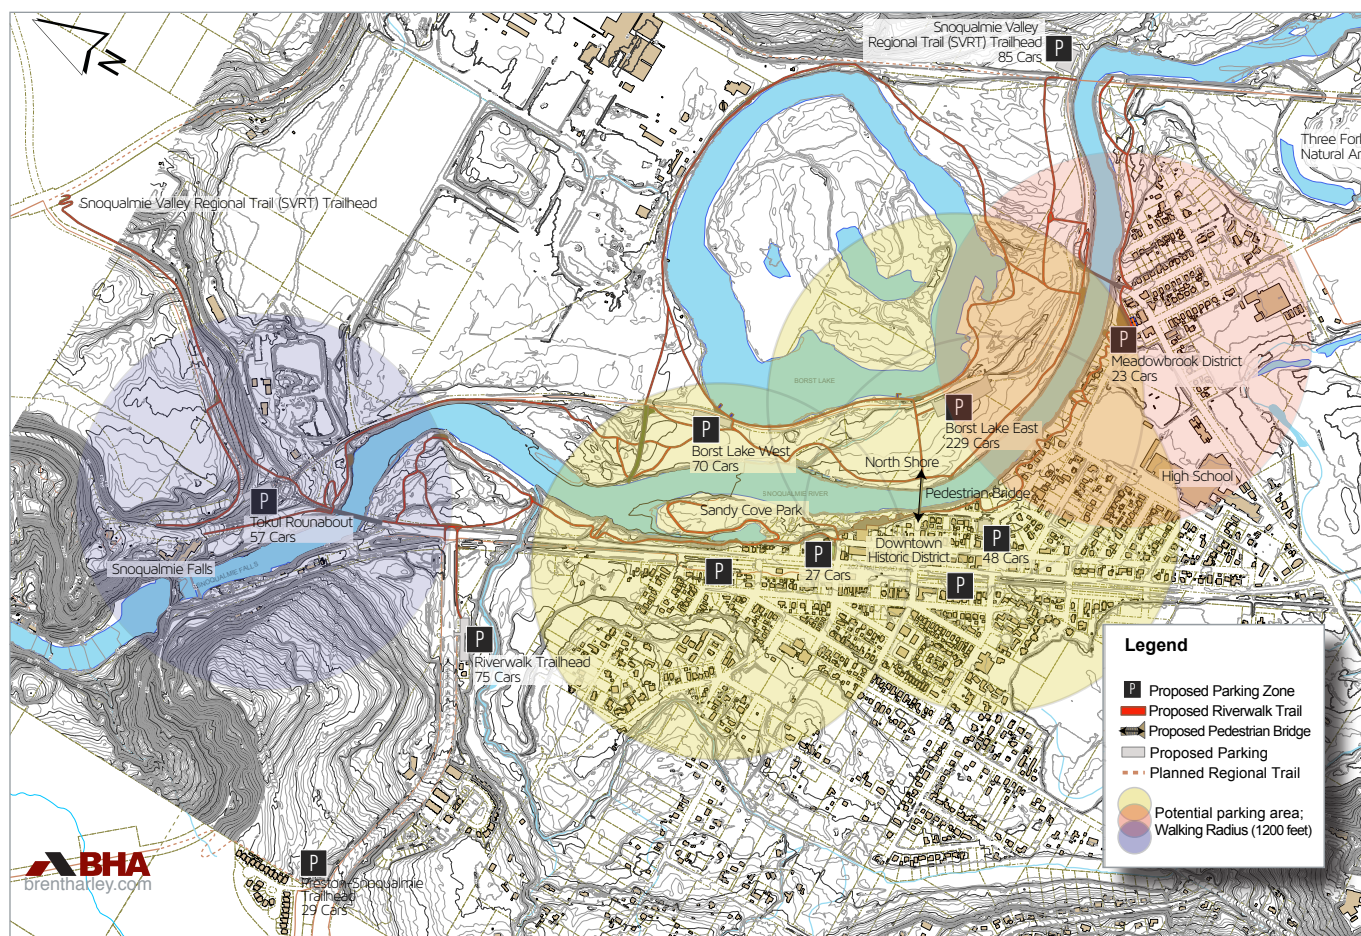 Snoqualmie Valley
Regional Trail (SVRT) Trailhead
85 Cars
P
Three For
Natural Ar
Snoqualmie Valley Regional Trail (SVRT) Trailhead
P
Meadowbrook District
23 Cars
BORST LAKE
P
Borst Lake East
229 Cars
P
Borst Lake West
70 Cars
North Shore
High School
Pedestrian Bridge
SNOQUALMIE RIVER
Sandy Cove Park
P
Tokul Rounabout
57 Cars
Snoqualmie Falls
SNOQUALMIE FALLS
Downtown
Historic District
P
48 Cars
P
27 Cars
P
P
P
Riverwalk Trailhead
75 Cars
Legend
P Proposed Parking Zone
Proposed Riverwalk Trail
Proposed Pedestrian Bridge
Proposed Parking
Planned Regional Trail
Potential parking area;
Walking Radius (1200 feet)
BHA
brentharley.com
P
Preston-Snoqualmie
Trailhead
29 Cars
N